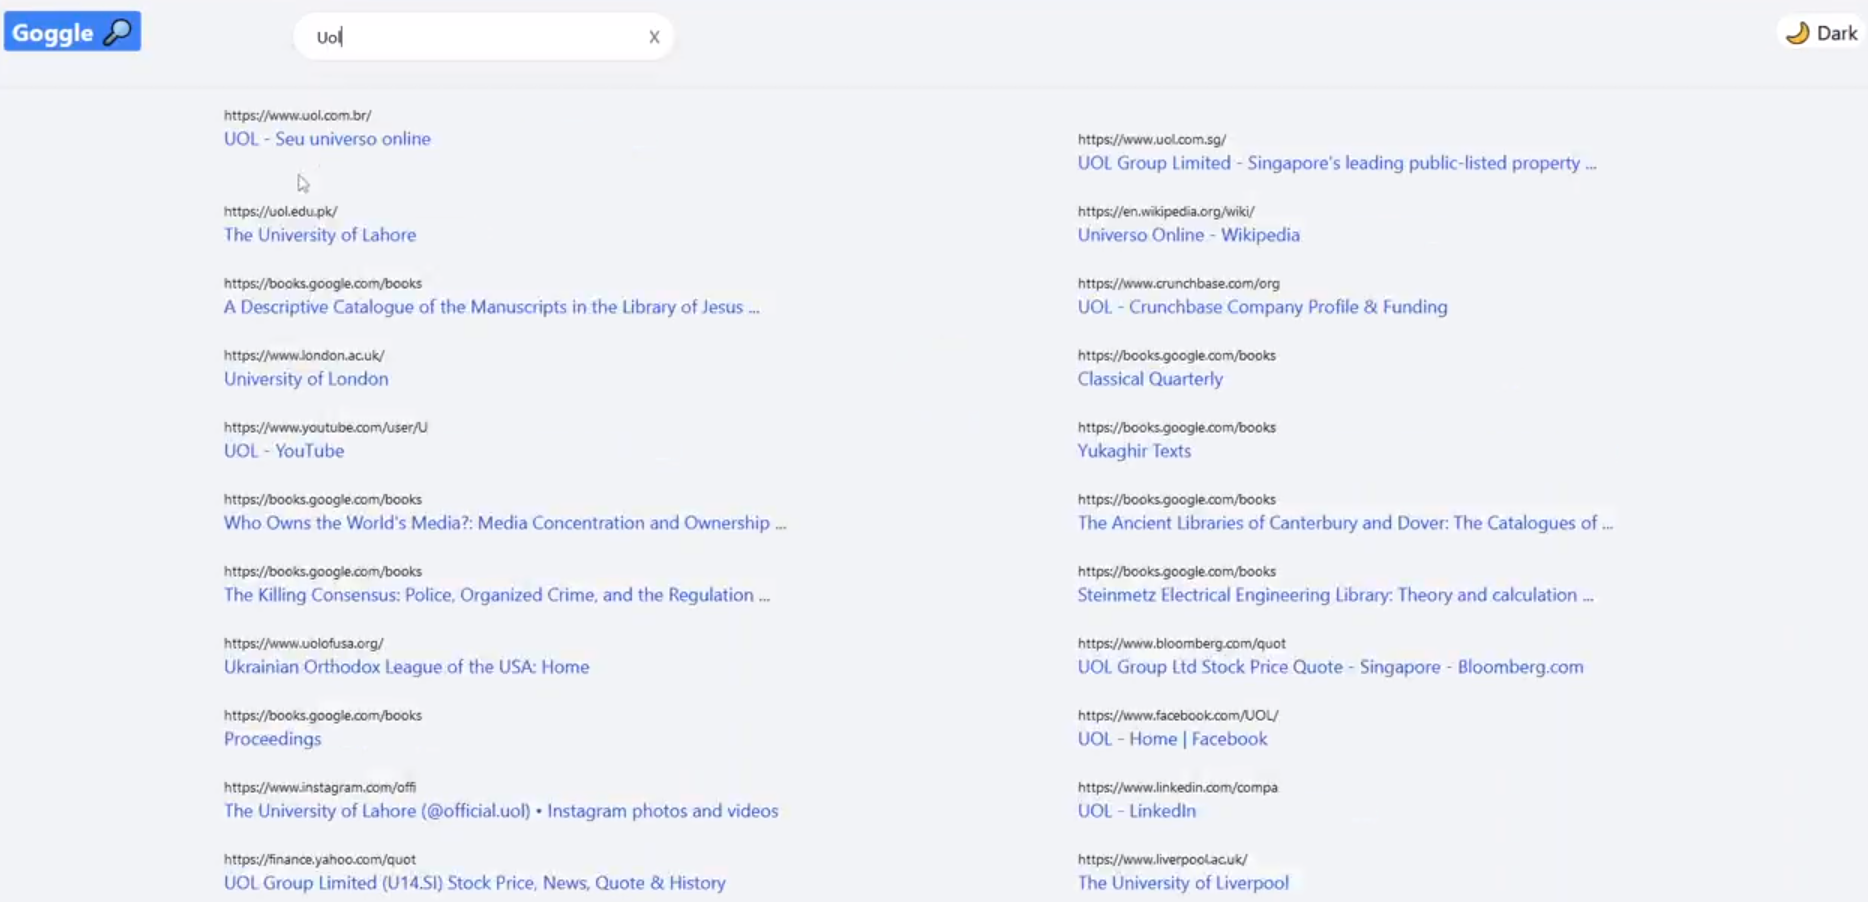 Goggle
Uol
X
Dark
https://www.uol.com.br/
UOL - Seu universo online
https://uol.edu.pk/
The University of Lahore
https://books.google.com/books
A Descriptive Catalogue of the Manuscripts in the Library of Jesus ...
https://www.london.ac.uk/
University of London
https://www.youtube.com/user/U
UOL - YouTube
https://books.google.com/books
Who Owns the World's Media?: Media Concentration and Ownership ...
https://books.google.com/books
The Killing Consensus: Police, Organized Crime, and the Regulation ...
https://www.uolofusa.org/
Ukrainian Orthodox League of the USA: Home
https://books.google.com/books
Proceedings
https://www.instagram.com/offi
The University of Lahore (@official.uol) • Instagram photos and videos
https://finance.yahoo.com/quot
UOL Group Limited (U14.SI) Stock Price, News, Quote & History
https://www.uol.com.sg/
UOL Group Limited - Singapore's leading public-listed property ...
https://en.wikipedia.org/wiki/
Universo Online - Wikipedia
https://www.crunchbase.com/org
UOL - Crunchbase Company Profile & Funding
https://books.google.com/books
Classical Quarterly
https://books.google.com/books
Yukaghir Texts
https://books.google.com/books
The Ancient Libraries of Canterbury and Dover: The Catalogues of ...
https://books.google.com/books
Steinmetz Electrical Engineering Library: Theory and calculation ...
https://www.bloomberg.com/quot
UOL Group Ltd Stock Price Quote - Singapore - Bloomberg.com
https://www.facebook.com/UOL/
UOL - Home | Facebook
https://www.linkedin.com/compa
UOL - LinkedIn
https://www.liverpool.ac.uk/
The University of Liverpool